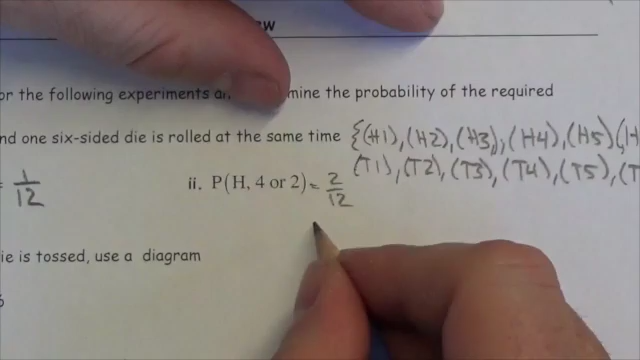 ew
or the following experiments a mine the probability of the required
nd one six-sided die is rolled at the same time {(H1), (H2), (H3), (H4), (H5) (H
(T1), (T2), (T3), (T4), (T5), (T
= 1/12 ii. P(H, 4 or 2) = 2/12
ie is tossed, use a diagram